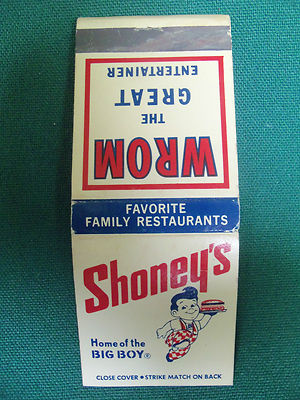 THE
WROM
GREAT
ENTERTAINER
FAVORITE
FAMILY RESTAURANTS
Shoney's
Home of the
BIG BOY®
CLOSE COVER • STRIKE MATCH ON BACK